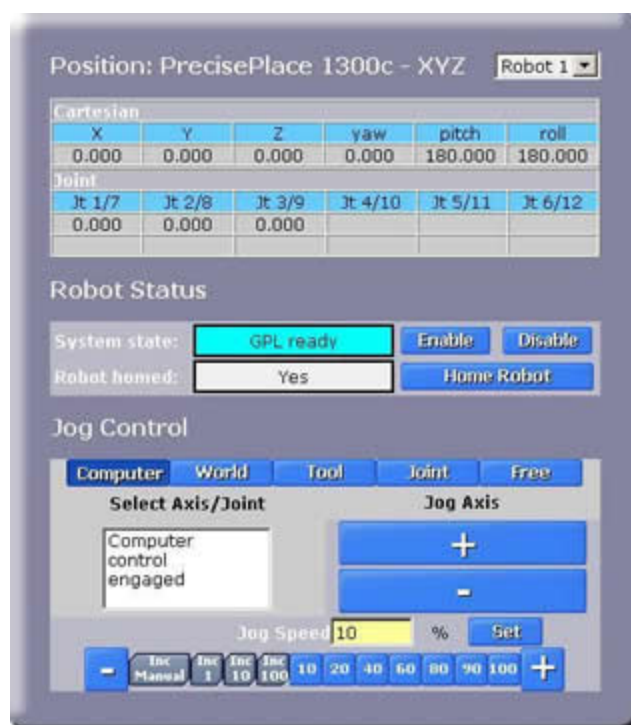 Position: PrecisePlace 1300c - XYZ Robot 1
Cartesian
X Y Z yaw pitch roll
0.000 0.000 0.000 0.000 180.000 180.000
Joint
Jt 1/7 Jt 2/8 Jt 3/9 Jt 4/10 Jt 5/11 Jt 6/12
0.000 0.000 0.000
Robot Status
System state: GPL ready Enable Disable
Robot homed: Yes Home Robot
Jog Control
Computer World Tool Joint Free
Select Axis/Joint Jog Axis
Computer
control
engaged
+
-
Jog Speed 10 % Set
- Inc Manual Inc 1 Inc 10 Inc 100 10 20 40 60 80 90 100 +